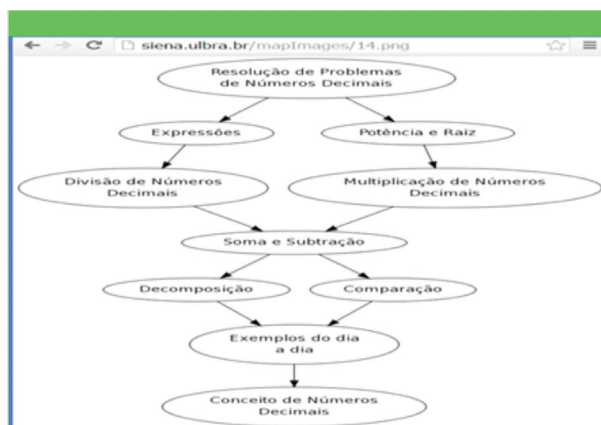 siena.ulbra.br/mapImages/14.png
Resolução de Problemas
de Números Decimais
Expressões
Potência e Raiz
Divisão de Números
Decimais
Multiplicação de Números
Decimais
Soma e Subtração
Decomposição
Comparação
Exemplos do dia
a dia
Conceito de Números
Decimais